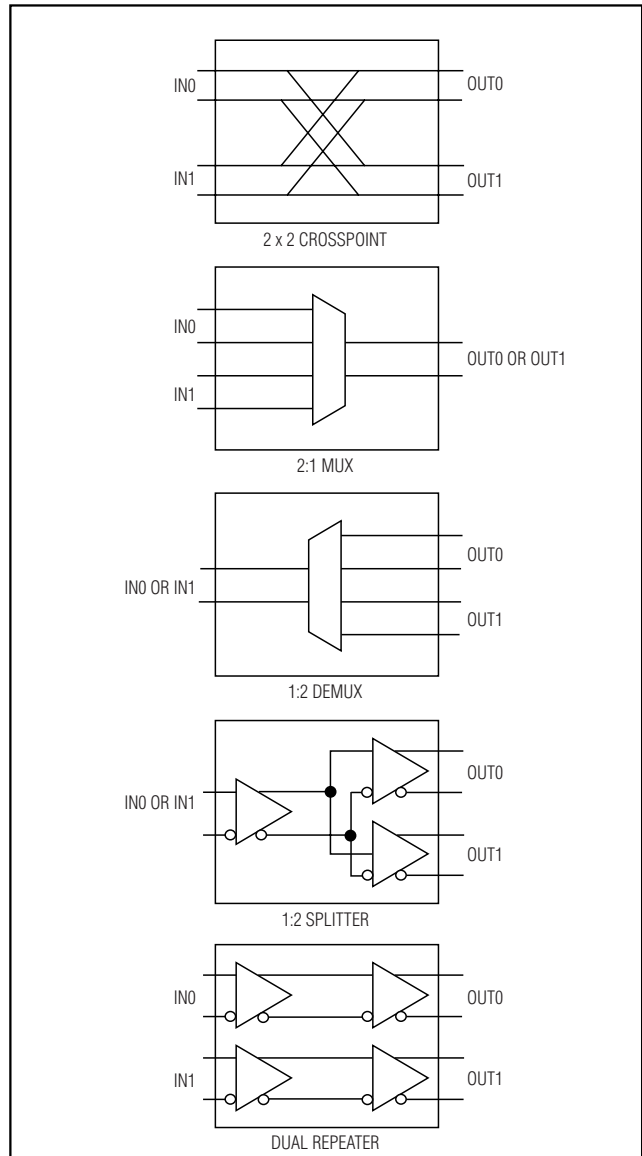 IN0
OUT0
IN1
OUT1
2 x 2 CROSSPOINT
IN0
OUT0 OR OUT1
IN1
2:1 MUX
OUT0
IN0 OR IN1
OUT1
1:2 DEMUX
OUT0
IN0 OR IN1
OUT1
1:2 SPLITTER
IN0
OUT0
IN1
OUT1
DUAL REPEATER